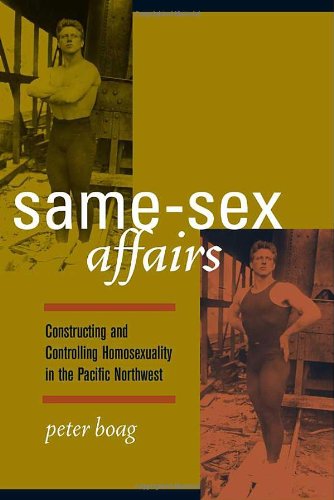 same-sex
affairs
Constructing and
Controlling Homosexuality
in the Pacific Northwest
peter boag